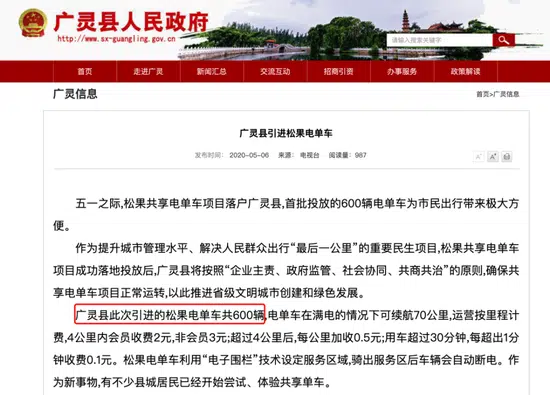 广灵县人民政府
http://www.sx-guangling.gov.cn
请输入搜索关键字
首页 走进广灵 新闻汇总 交流互动 招商引资 办事服务 政策解读
广灵信息 首页>广灵信息
广灵县引进松果电单车
发布时间：2020-05-06 来源：电视台 阅读量：987
五一之际,松果共享电单车项目落户广灵县,首批投放的600辆电单车为市民出行带来极大方
便。
作为提升城市管理水平、解决人民群众出行“最后一公里”的重要民生项目,松果共享电单车
项目成功落地投放后,广灵县将按照“企业主责、政府监管、社会协同、共商共治”的原则,确保共
享电单车项目正常运转,以此推进省级文明城市创建和绿色发展。
广灵县此次引进的松果电单车共600辆,电单车在满电的情况下可续航70公里,运营按里程计
费,4公里内会员收费2元,非会员3元;超过4公里后,每公里加收0.5元;用车超过30分钟,每超出1分
钟收费0.1元。松果电单车利用“电子围栏”技术设定服务区域,骑出服务区后车辆会自动断电。作
为新事物,有不少县城居民已经开始尝试、体验共享单车。